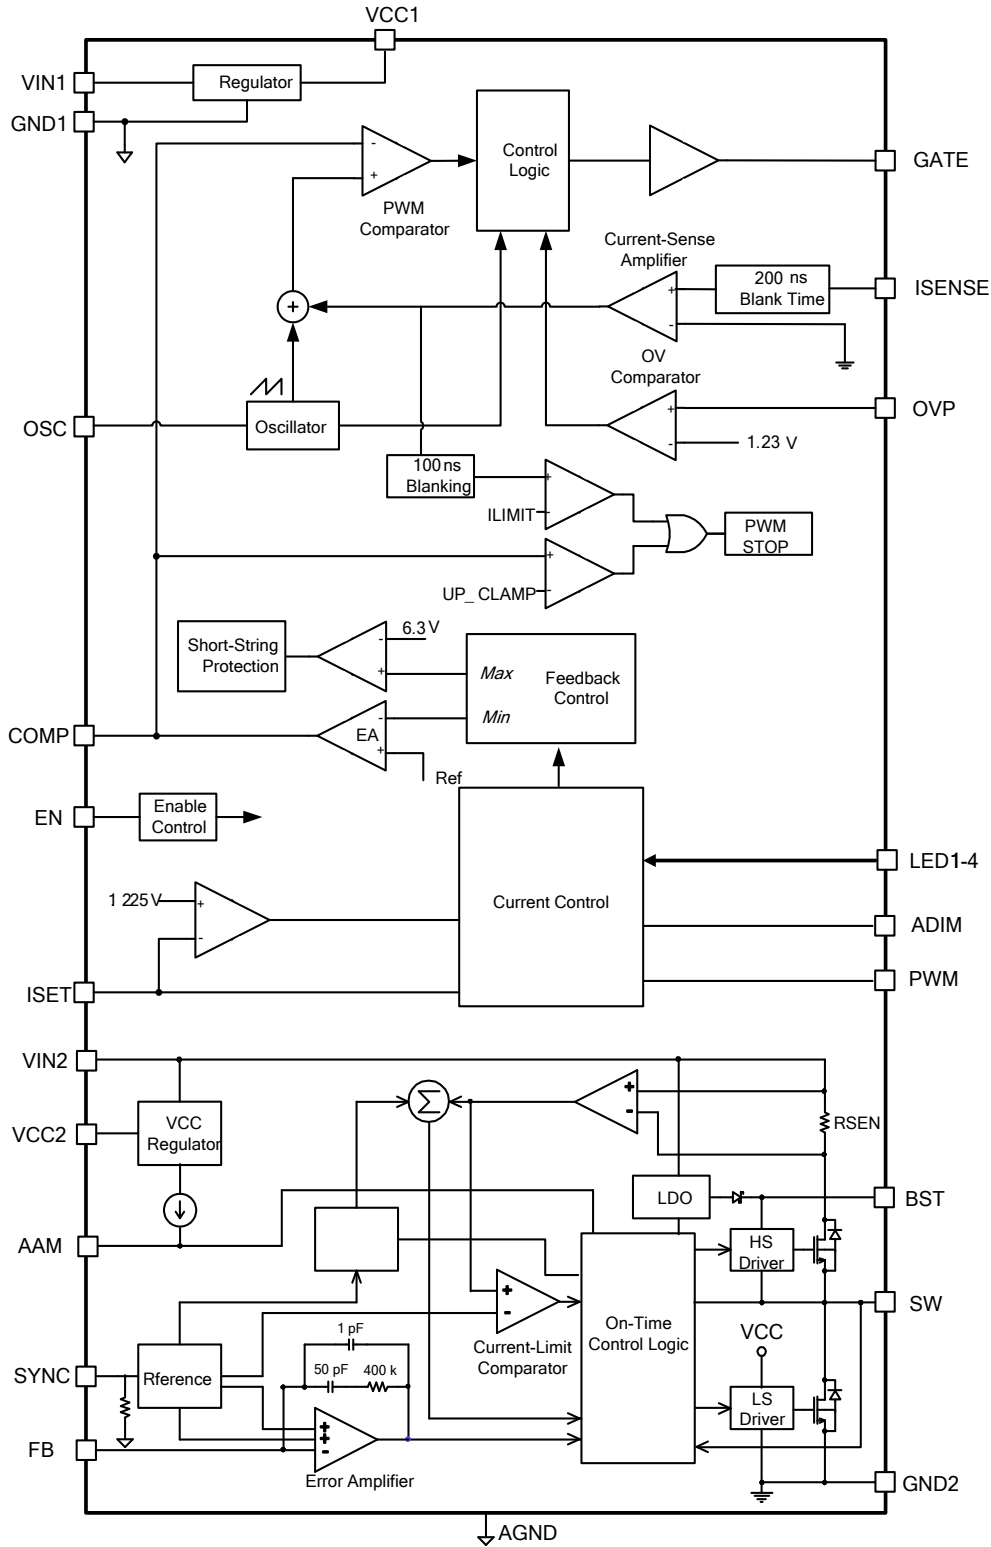 VCC1
VIN1
Regulator
GND1
-
+
PWM
Comparator
Control
Logic
GATE
Current-Sense
Amplifier
+
-
200 ns
Blank Time
ISENSE
+
OV
Comparator
+
-
1.23 V
OVP
OSC
Oscillator
100ns
Blanking
+
-
ILIMIT
PWM
STOP
+
-
UP_ CLAMP
Short-String
Protection
6.3 V
-
+
Max
Min
Feedback
Control
COMP
EA
-
+
Ref
EN
Enable
Control
LED1-4
1 225 V
+
-
Current Control
ADIM
PWM
ISET
VIN2
VCC2
VCC
Regulator
Σ
+
-
RSEN
LDO
BST
AAM
HS
Driver
+
-
Current-Limit
Comparator
On-Time
Control Logic
SW
VCC
1 pF
50 pF
400 k
SYNC
Rference
LS
Driver
FB
+
+
-
Error Amplifier
GND2
AGND